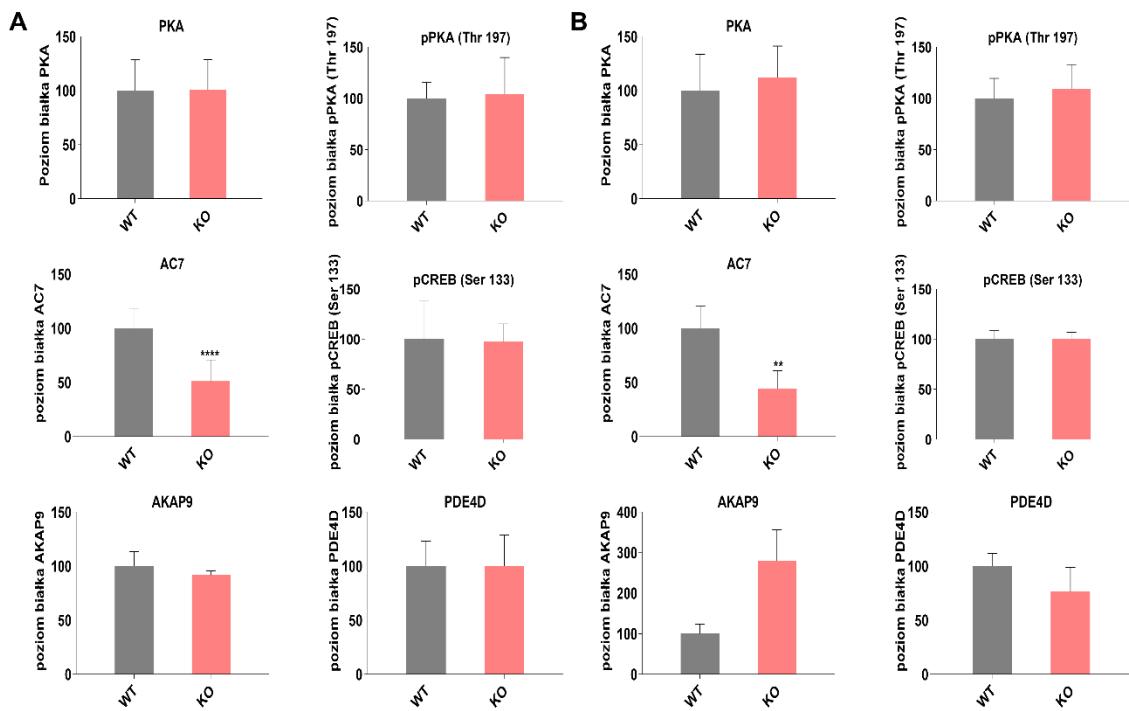 A
PKA
Poziom białka PKA
150
100
50
0
WT
KO
pPKA (Thr 197)
poziom białka pPKA (Thr 197)
150
100
50
0
WT
KO
B
PKA
Poziom białka PKA
150
100
50
0
WT
KO
pPKA (Thr 197)
poziom białka pPKA (Thr 197)
150
100
50
0
WT
KO
AC7
poziom białka AC7
150
100
50
0
****
WT
KO
pCREB (Ser 133)
poziom białka pCREB (Ser 133)
150
100
50
0
WT
KO
AC7
poziom białka AC7
150
100
50
0
**
WT
KO
pCREB (Ser 133)
poziom białka pCREB (Ser 133)
150
100
50
0
WT
KO
AKAP9
poziom białka AKAP9
150
100
50
0
WT
KO
PDE4D
poziom białka PDE4D
150
100
50
0
WT
KO
AKAP9
poziom białka AKAP9
400
300
200
100
0
WT
KO
PDE4D
poziom białka PDE4D
150
100
50
0
WT
KO